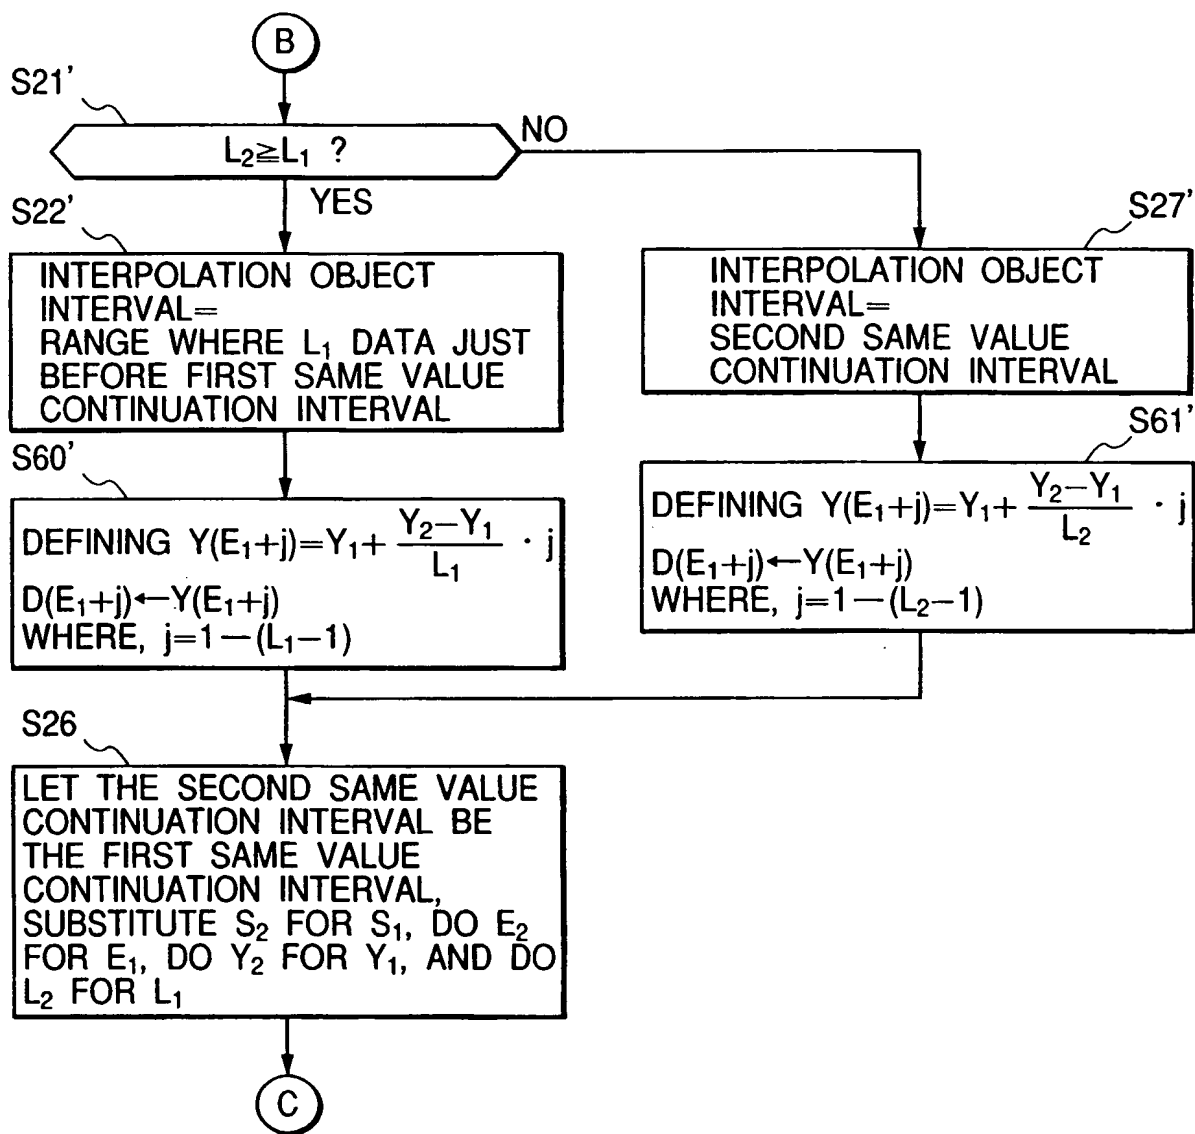 B
S21'
L₂≧L₁ ?
NO
YES
S22'
INTERPOLATION OBJECT
INTERVAL=
RANGE WHERE L₁ DATA JUST
BEFORE FIRST SAME VALUE
CONTINUATION INTERVAL
S27'
INTERPOLATION OBJECT
INTERVAL=
SECOND SAME VALUE
CONTINUATION INTERVAL
S60'
DEFINING Y(E₁+j)=Y₁+ (Y₂−Y₁)/L₁ · j
D(E₁+j)←Y(E₁+j)
WHERE, j=1−(L₁−1)
S61'
DEFINING Y(E₁+j)=Y₁+ (Y₂−Y₁)/L₂ · j
D(E₁+j)←Y(E₁+j)
WHERE, j=1−(L₂−1)
S26
LET THE SECOND SAME VALUE
CONTINUATION INTERVAL BE
THE FIRST SAME VALUE
CONTINUATION INTERVAL,
SUBSTITUTE S₂ FOR S₁, DO E₂
FOR E₁, DO Y₂ FOR Y₁, AND DO
L₂ FOR L₁
C